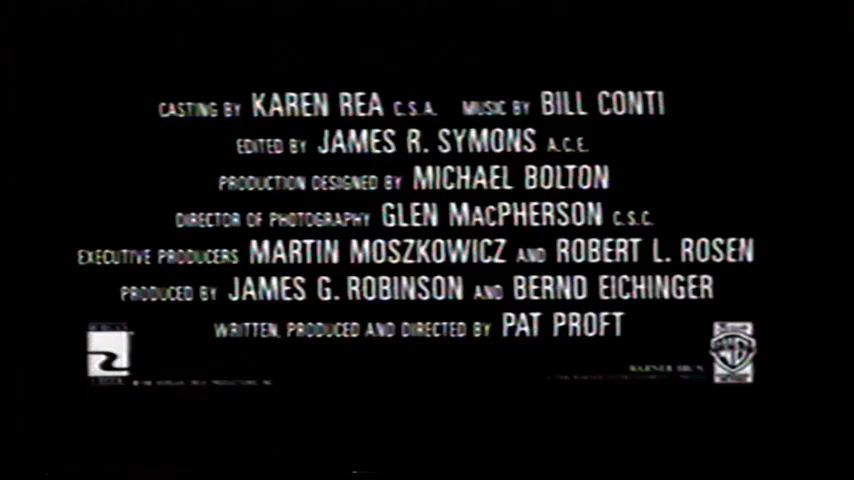 CASTING BY KAREN REA C.S.A. MUSIC BY BILL CONTI
EDITED BY JAMES R. SYMONS A.C.E.
PRODUCTION DESIGNED BY MICHAEL BOLTON
DIRECTOR OF PHOTOGRAPHY GLEN MACPHERSON C.S.C.
EXECUTIVE PRODUCERS MARTIN MOSZKOWICZ AND ROBERT L. ROSEN
PRODUCED BY JAMES G. ROBINSON AND BERND EICHINGER
WRITTEN, PRODUCED AND DIRECTED BY PAT PROFT
WARNER BROS.